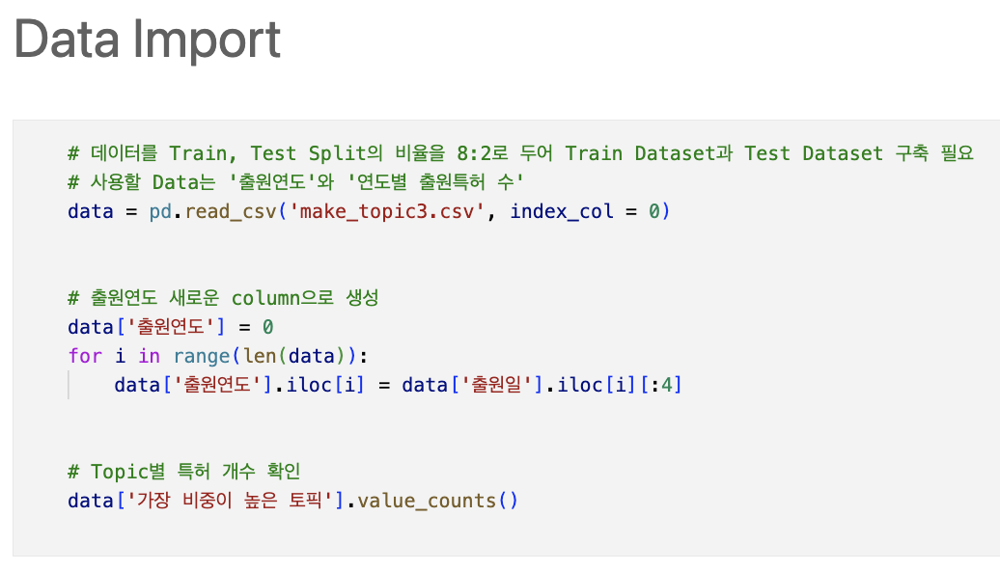 Data Import
# 데이터를 Train, Test Split의 비율을 8:2로 두어 Train Dataset과 Test Dataset 구축 필요
# 사용할 Data는 '출원연도'와 '연도별 출원특허 수'
data = pd.read_csv('make_topic3.csv', index_col = 0)
# 출원연도 새로운 column으로 생성
data['출원연도'] = 0
for i in range(len(data)):
    data['출원연도'].iloc[i] = data['출원일'].iloc[i][:4]
# Topic별 특허 개수 확인
data['가장 비중이 높은 토픽'].value_counts()